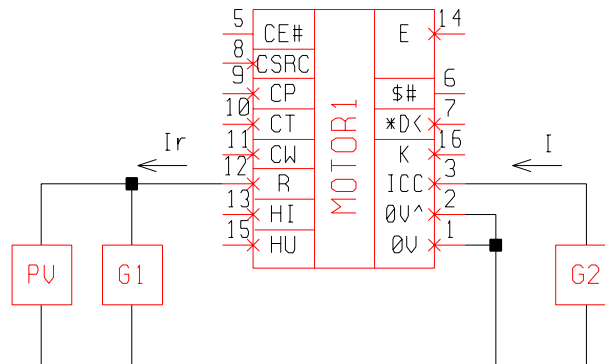 5 CE# E 14
8 CSRC
9 CP $# 6
10 CT *D< 7
11 CW K 16
Ir 12 R ICC 3 I
13 HI 0V^ 2
15 HU 0V 1
MOTOR1
PV G1 G2